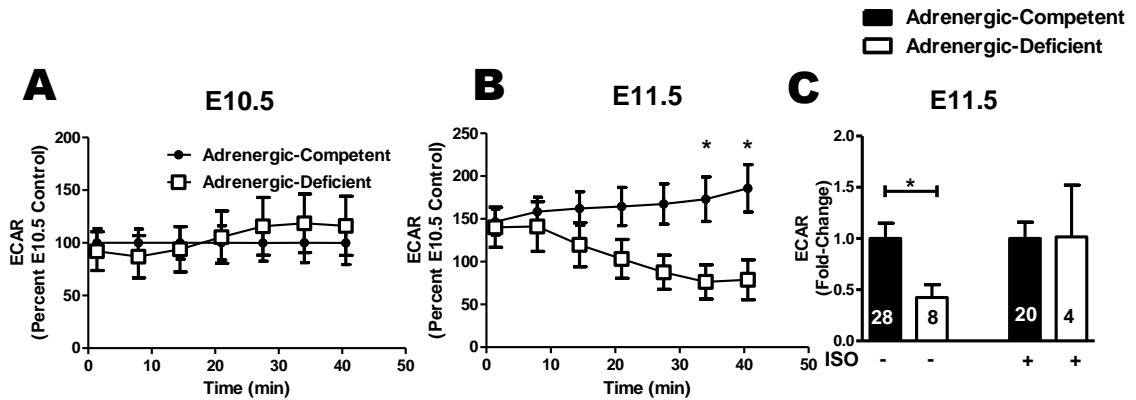 Adrenergic-Competent
Adrenergic-Deficient
A
E10.5
ECAR
(Percent E10.5 Control)
200
150
100
50
0
Adrenergic-Competent
Adrenergic-Deficient
0 10 20 30 40 50
Time (min)
B
E11.5
ECAR
(Percent E10.5 Control)
250
200
150
100
50
0
* *
0 10 20 30 40 50
Time (min)
C
E11.5
ECAR
(Fold-Change)
2.0
1.5
1.0
0.5
0.0
*
28 8 20 4
ISO - - + +